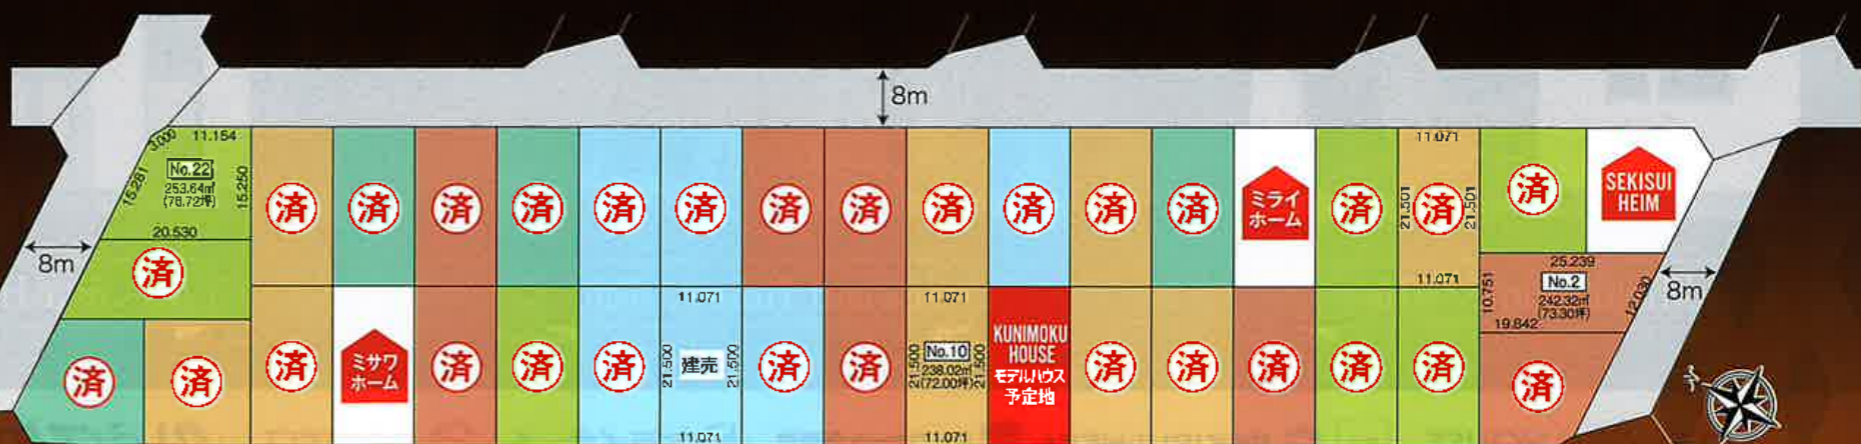 8m
3.000
11.154
No.22
253.64㎡
(76.72坪)
15.281
15.250
20.530
済
8m
済
済
済
済
済
済
済
済
済
済
済
済
済
ミライ
ホーム
済
11.071
21.501
済
21.501
11.071
済
SEKISUI
HEIM
25.239
No.2
242.32㎡
(73.30坪)
10.751
12.030
19.842
8m
済
済
済
ミサワ
ホーム
済
済
済
11.071
21.500
建売
21.500
11.071
済
済
11.071
No.10
238.02㎡
(72.00坪)
21.500
21.500
11.071
KUNIMOKU
HOUSE
モデルハウス
予定地
済
済
済
済
済
済